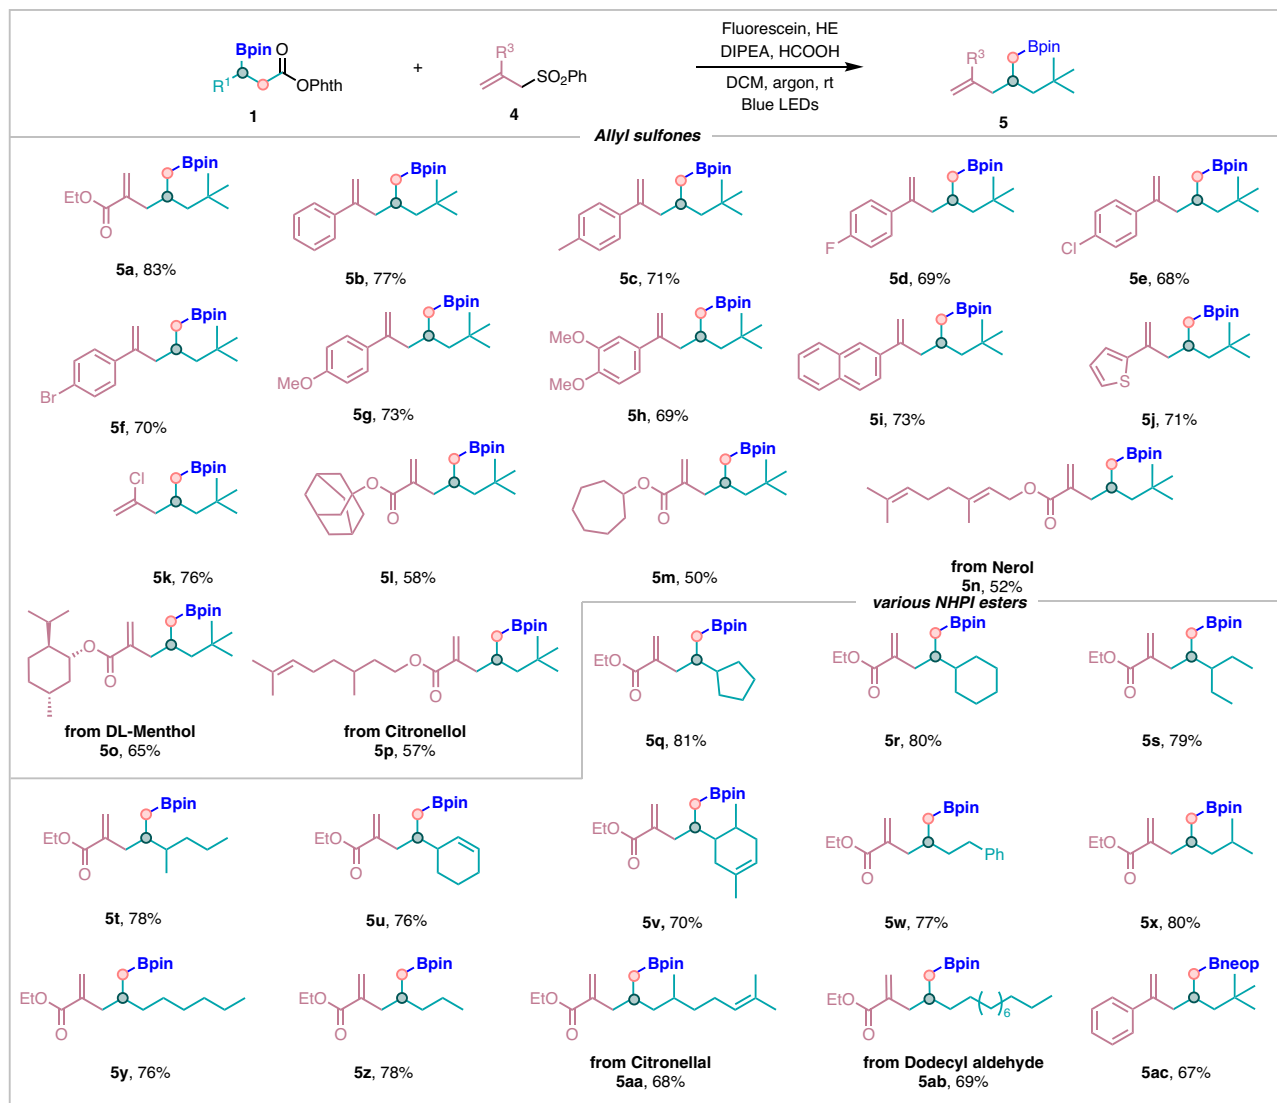 Bpin
O
R1
OPhth
1
+
R3
SO2Ph
4
Fluorescein, HE
DIPEA, HCOOH
DCM, argon, rt
Blue LEDs
R3
Bpin
5
Allyl sulfones
EtO
O
Bpin
5a, 83%
Bpin
5b, 77%
Bpin
5c, 71%
F
Bpin
5d, 69%
Cl
Bpin
5e, 68%
Br
Bpin
5f, 70%
MeO
Bpin
5g, 73%
MeO
MeO
Bpin
5h, 69%
Bpin
5i, 73%
S
Bpin
5j, 71%
Cl
Bpin
5k, 76%
O
O
Bpin
5l, 58%
O
O
Bpin
5m, 50%
O
O
Bpin
from Nerol
5n, 52%
O
O
Bpin
from DL-Menthol
5o, 65%
O
O
Bpin
from Citronellol
5p, 57%
various NHPI esters
EtO
O
Bpin
5q, 81%
EtO
O
Bpin
5r, 80%
EtO
O
Bpin
5s, 79%
EtO
O
Bpin
5t, 78%
EtO
O
Bpin
5u, 76%
EtO
O
Bpin
5v, 70%
EtO
O
Bpin
Ph
5w, 77%
EtO
O
Bpin
5x, 80%
EtO
O
Bpin
5y, 76%
EtO
O
Bpin
5z, 78%
EtO
O
Bpin
from Citronellal
5aa, 68%
EtO
O
Bpin
6
from Dodecyl aldehyde
5ab, 69%
Bneop
5ac, 67%